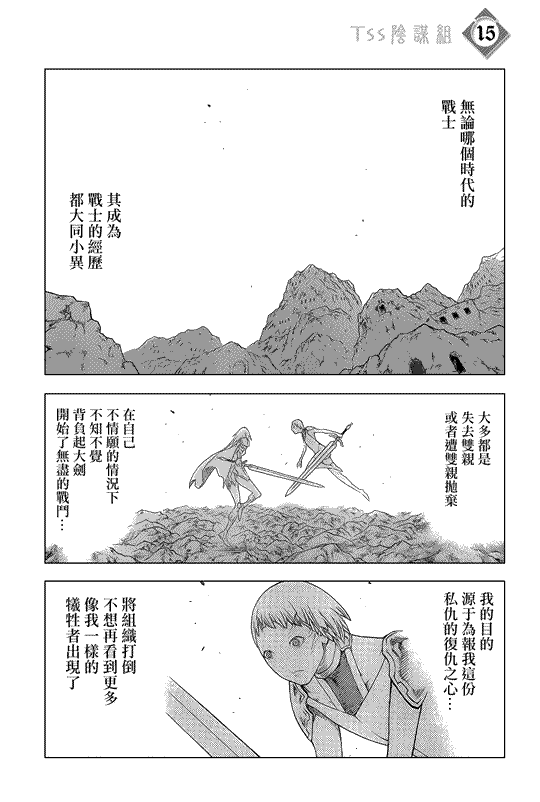 TSS陰謀組
15
無論哪個時代的
戰士
其成為
戰士的經歷
都大同小異
大多都是
失去雙親
或者遭雙親拋棄
在自己
不情願的情況下
不知不覺
背負起大劍
開始了無盡的戰鬥…
我的目的
源于為報我這份
私仇的復仇之心…
將組織打倒
不想再看到更多
像我一樣的
犧牲者出現了